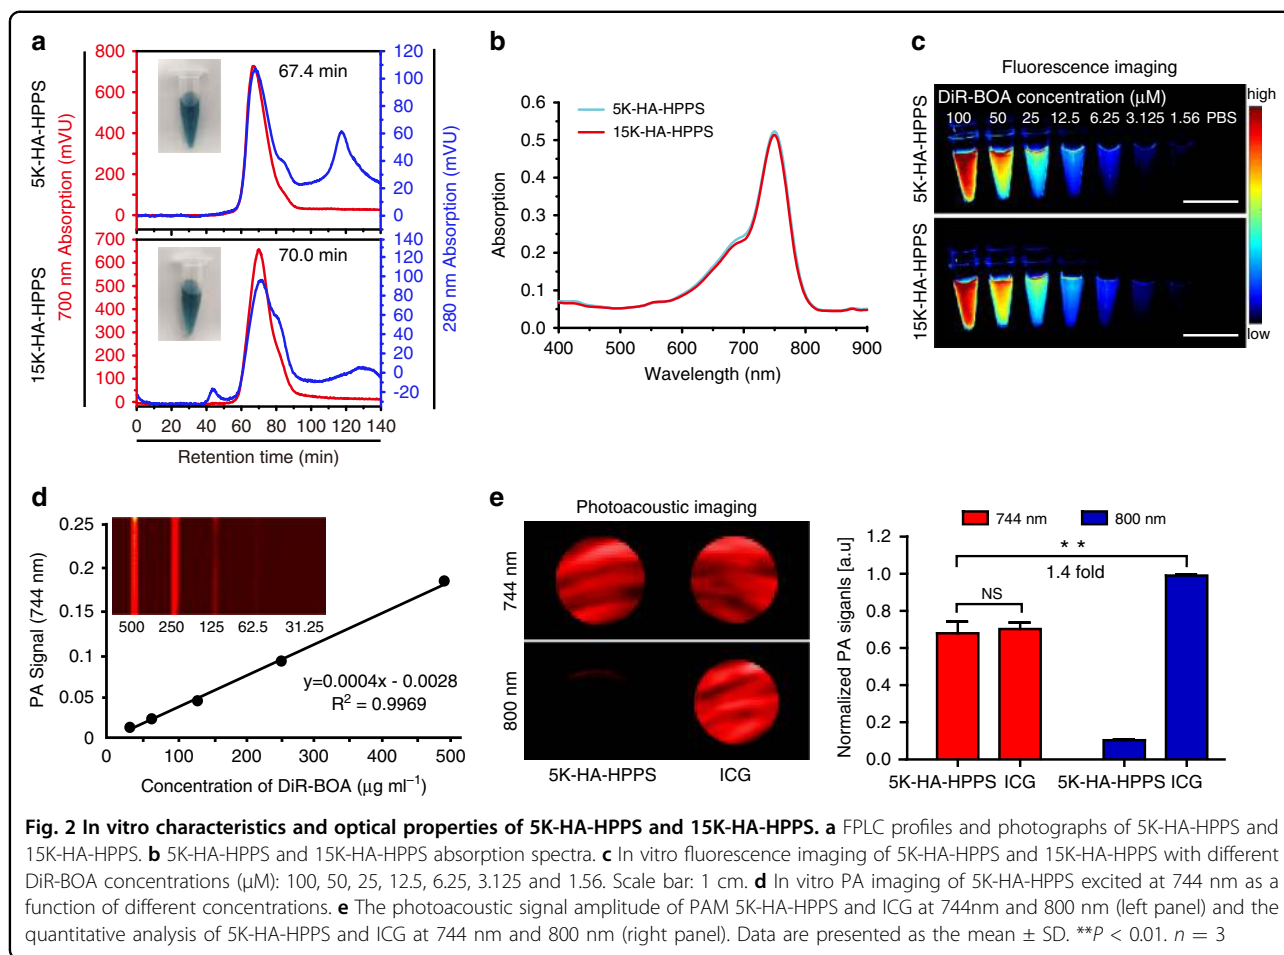 a
800
700
600
500
400
300
200
100
0
120
100
80
60
40
20
0
67.4 min
5K-HA-HPPS
700
600
500
400
300
200
100
0
140
120
100
80
60
40
20
0
-20
70.0 min
15K-HA-HPPS
700 nm Absorption (mVU)
280 nm Absorption (mVU)
0 20 40 60 80 100 120 140
Retention time (min)
b
5K-HA-HPPS
15K-HA-HPPS
0.6
0.5
0.4
0.3
0.2
0.1
0.0
Absorption
400 500 600 700 800 900
Wavelength (nm)
c
Fluorescence imaging
DiR-BOA concentration (μM)
100 50 25 12.5 6.25 3.125 1.56 PBS
5K-HA-HPPS
15K-HA-HPPS
high
low
d
0.25
0.2
0.15
0.1
0.05
0
PA Signal (744 nm)
500 250 125 62.5 31.25
y=0.0004x - 0.0028
R² = 0.9969
0 100 200 300 400 500
Concentration of DiR-BOA (μg ml⁻¹)
e
Photoacoustic imaging
744 nm
800 nm
5K-HA-HPPS ICG
744 nm 800 nm
Normalized PA siganls [a.u]
1.2
1.0
0.8
0.6
0.4
0.2
0.0
* *
1.4 fold
NS
5K-HA-HPPS ICG 5K-HA-HPPS ICG
Fig. 2 In vitro characteristics and optical properties of 5K-HA-HPPS and 15K-HA-HPPS. a FPLC profiles and photographs of 5K-HA-HPPS and
15K-HA-HPPS. b 5K-HA-HPPS and 15K-HA-HPPS absorption spectra. c In vitro fluorescence imaging of 5K-HA-HPPS and 15K-HA-HPPS with different
DiR-BOA concentrations (μM): 100, 50, 25, 12.5, 6.25, 3.125 and 1.56. Scale bar: 1 cm. d In vitro PA imaging of 5K-HA-HPPS excited at 744 nm as a
function of different concentrations. e The photoacoustic signal amplitude of PAM 5K-HA-HPPS and ICG at 744nm and 800 nm (left panel) and the
quantitative analysis of 5K-HA-HPPS and ICG at 744 nm and 800 nm (right panel). Data are presented as the mean ± SD. **P < 0.01. n = 3